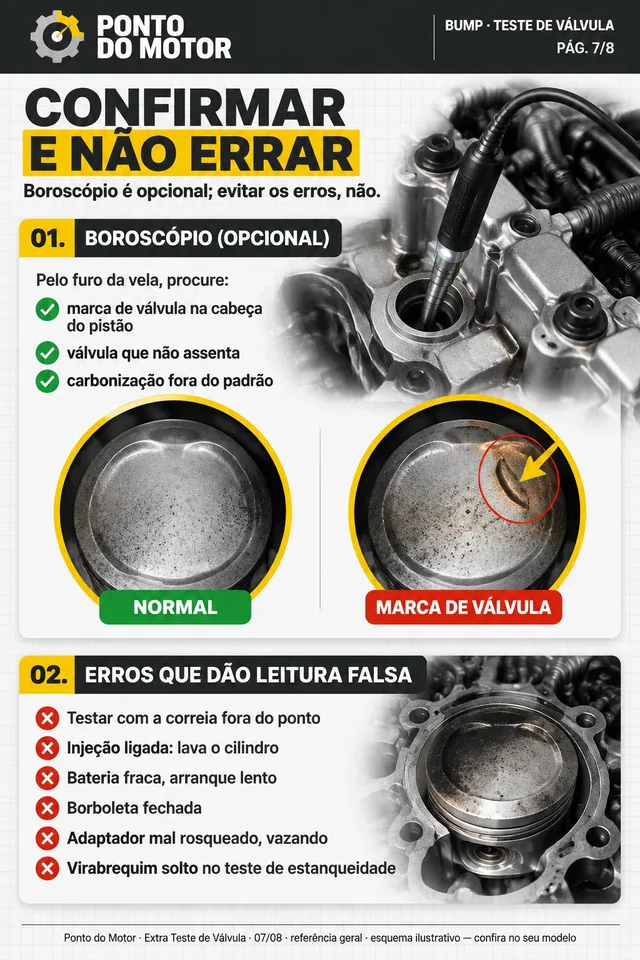 PONTO
DO MOTOR
BUMP · TESTE DE VÁLVULA
PÁG. 7/8
CONFIRMAR
E NÃO ERRAR
Boroscópio é opcional; evitar os erros, não.
01. BOROSCÓPIO (OPCIONAL)
Pelo furo da vela, procure:
marca de válvula na cabeça
do pistão
válvula que não assenta
carbonização fora do padrão
NORMAL
MARCA DE VÁLVULA
02. ERROS QUE DÃO LEITURA FALSA
Testar com a correia fora do ponto
Injeção ligada: lava o cilindro
Bateria fraca, arranque lento
Borboleta fechada
Adaptador mal rosqueado, vazando
Virabrequim solto no teste de estanqueidade
Ponto do Motor · Extra Teste de Válvula · 07/08 · referência geral · esquema ilustrativo — confira no seu modelo